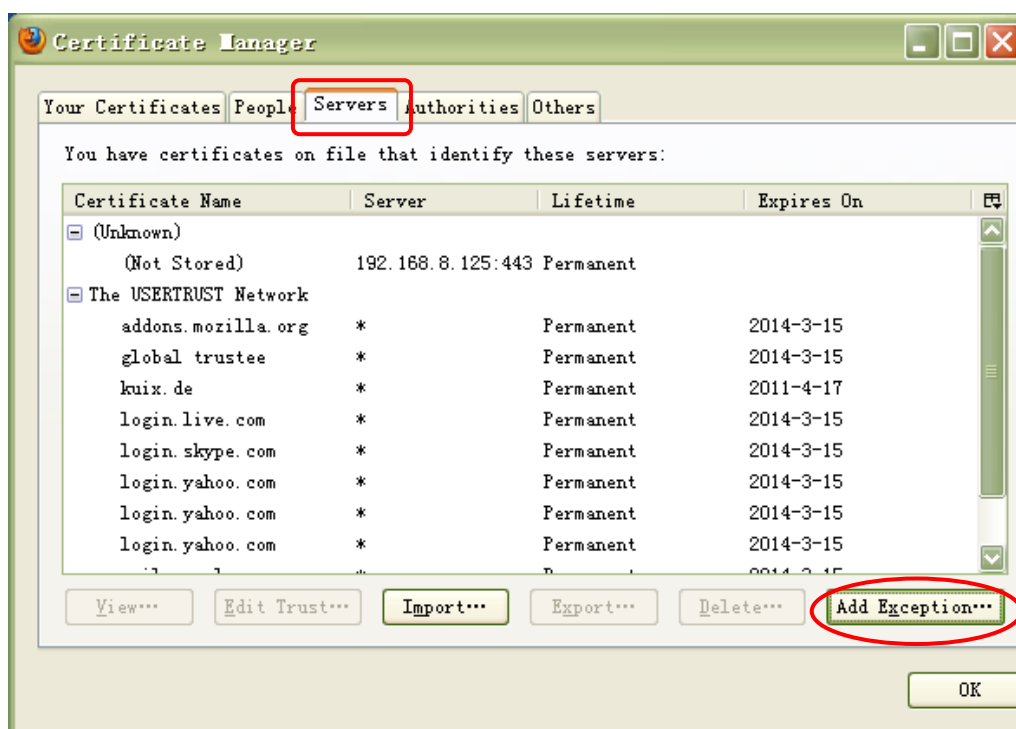 Certificate Manager
Your Certificates People Servers Authorities Others
You have certificates on file that identify these servers:
Certificate Name Server Lifetime Expires On
(Unknown)
(Not Stored) 192.168.8.125:443 Permanent
The USERTRUST Network
addons.mozilla.org * Permanent 2014-3-15
global trustee * Permanent 2014-3-15
kuix.de * Permanent 2011-4-17
login.live.com * Permanent 2014-3-15
login.skype.com * Permanent 2014-3-15
login.yahoo.com * Permanent 2014-3-15
login.yahoo.com * Permanent 2014-3-15
login.yahoo.com * Permanent 2014-3-15
View… Edit Trust… Import… Export… Delete… Add Exception…
OK